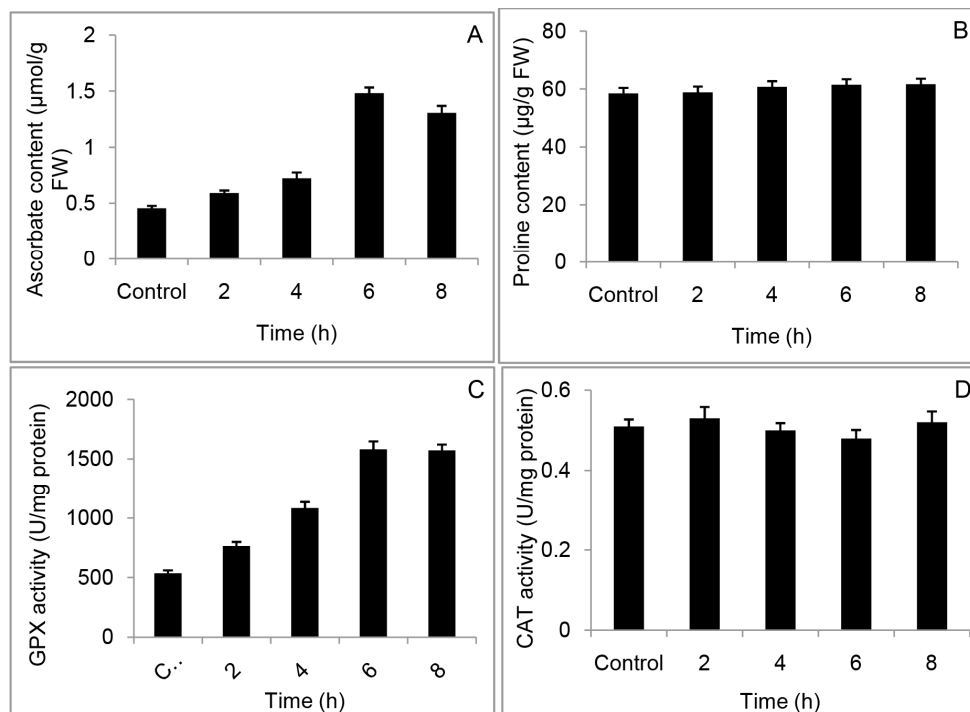 A
2
1.5
1
0.5
0
Ascorbate content (µmol/g
FW)
Control 2 4 6 8
Time (h)
B
80
60
40
20
0
Proline content (µg/g FW)
Control 2 4 6 8
Time (h)
C
2000
1500
1000
500
0
GPX activity (U/mg protein)
C.. 2 4 6 8
Time (h)
D
0.6
0.4
0.2
0
CAT activity (U/mg protein)
Control 2 4 6 8
Time (h)